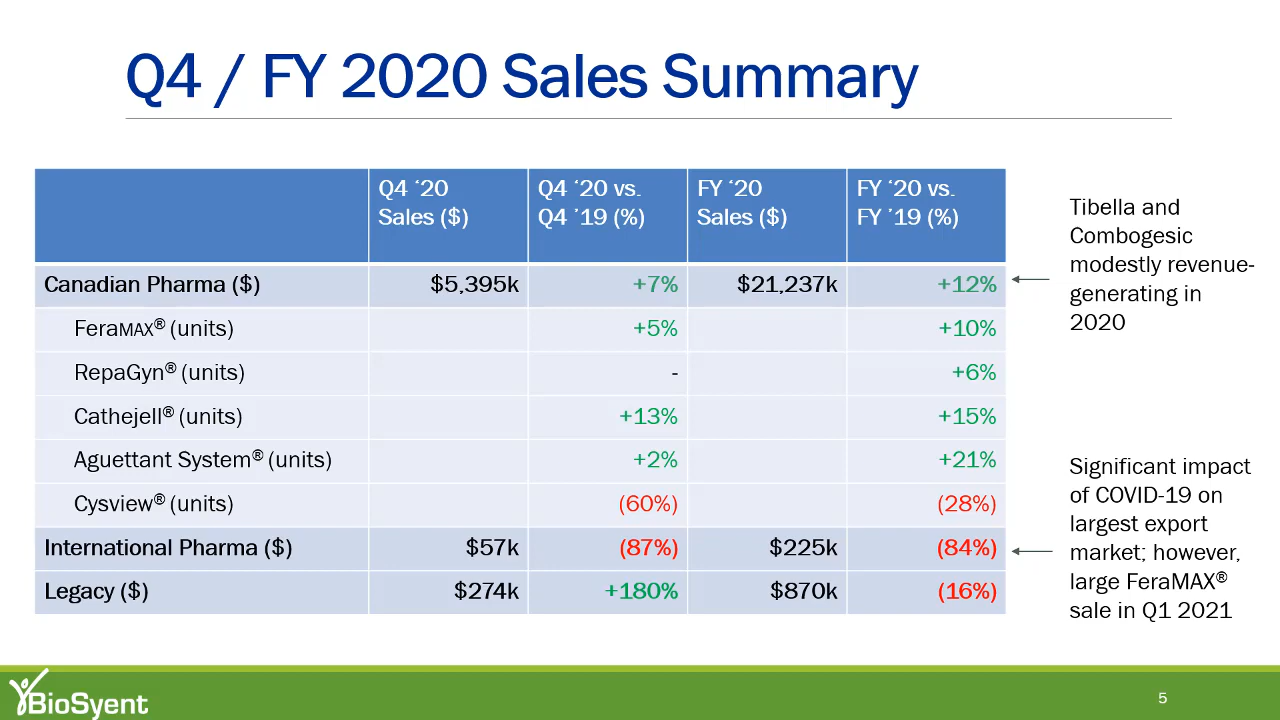 Q4 / FY 2020 Sales Summary
Q4 ‘20 Sales ($) Q4 ‘20 vs. Q4 ’19 (%) FY ‘20 Sales ($) FY ‘20 vs. FY ’19 (%)
Canadian Pharma ($) $5,395k +7% $21,237k +12%
FeraMAX® (units) +5% +10%
RepaGyn® (units) - +6%
Cathejell® (units) +13% +15%
Aguettant System® (units) +2% +21%
Cysview® (units) (60%) (28%)
International Pharma ($) $57k (87%) $225k (84%)
Legacy ($) $274k +180% $870k (16%)
Tibella and
Combogesic
modestly revenue-
generating in
2020
Significant impact
of COVID-19 on
largest export
market; however,
large FeraMAX®
sale in Q1 2021
BioSyent
5